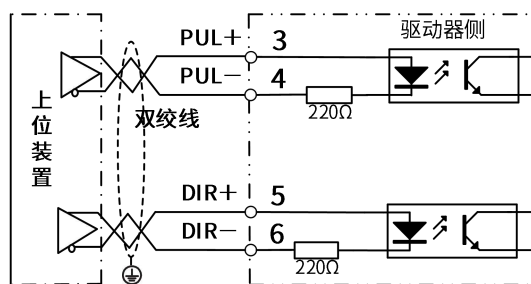 驱动器侧
PUL+ 3
PUL− 4
220Ω
上位装置
双绞线
DIR+ 5
DIR− 6
220Ω